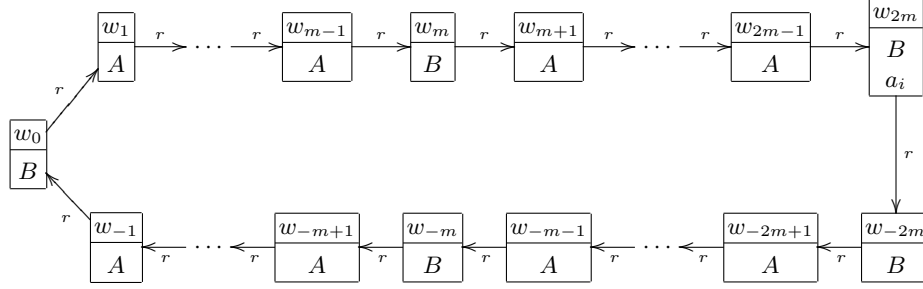 w_1 w_{m-1} w_m w_{m+1} w_{2m-1} w_{2m}
A r ··· r A r B r A r ··· r A r B
a_i
r r
w_0
B
r
w_{-1} w_{-m+1} w_{-m} w_{-m-1} w_{-2m+1} w_{-2m}
A r ··· r A r B r A r ··· r A r B